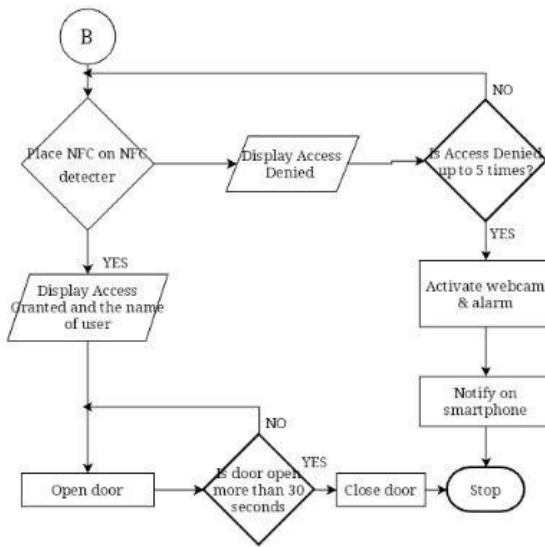 B
NO
Place NFC on NFC
detecter
Display Access
Denied
Is Access Denied
up to 5 times?
YES
YES
Display Access
Granted and the name
of user
Activate webcam
& alarm
Notify on
smartphone
NO
Open door
Is door open
more than 30
seconds
YES
Close door
Stop